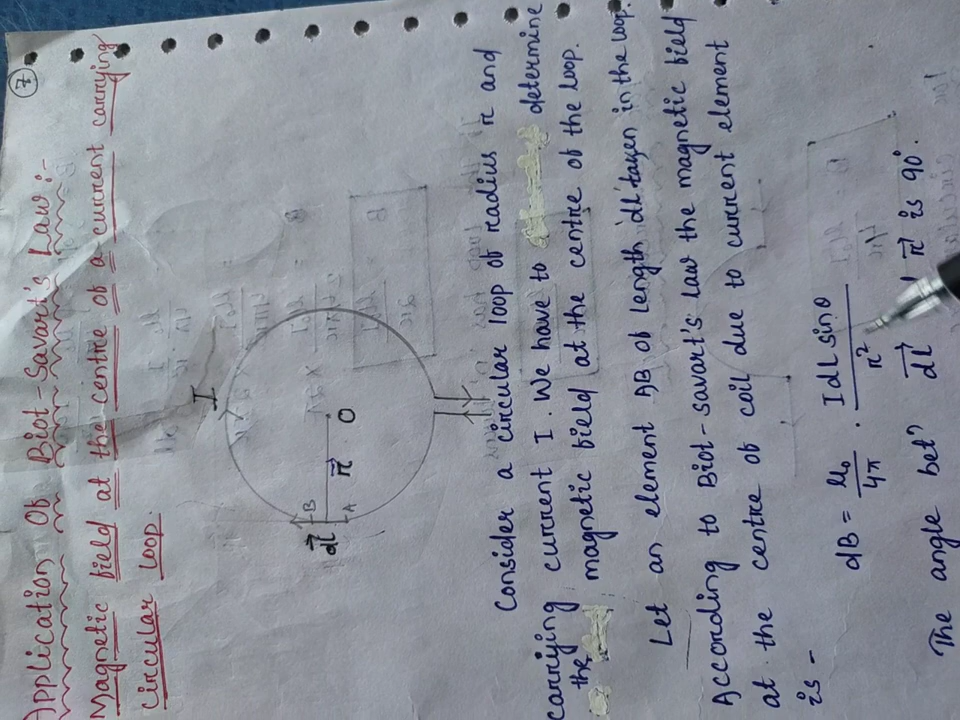 7
Application Of Biot-Savart's Law :-
Magnetic field at the centre of a current carrying
circular loop.
I
dl
B
A
r
O
Consider a circular loop of radius r and
carrying current I. We have to determine
the magnetic field at the centre of the loop.
Let an element AB of length 'dl' taken in the loop.
According to Biot-Savart's law the magnetic field
at the centre of coil due to current element
is -
dB = μ₀/4π . Idl sinθ/r²
The angle betⁿ dl⃗ r⃗ is 90°.